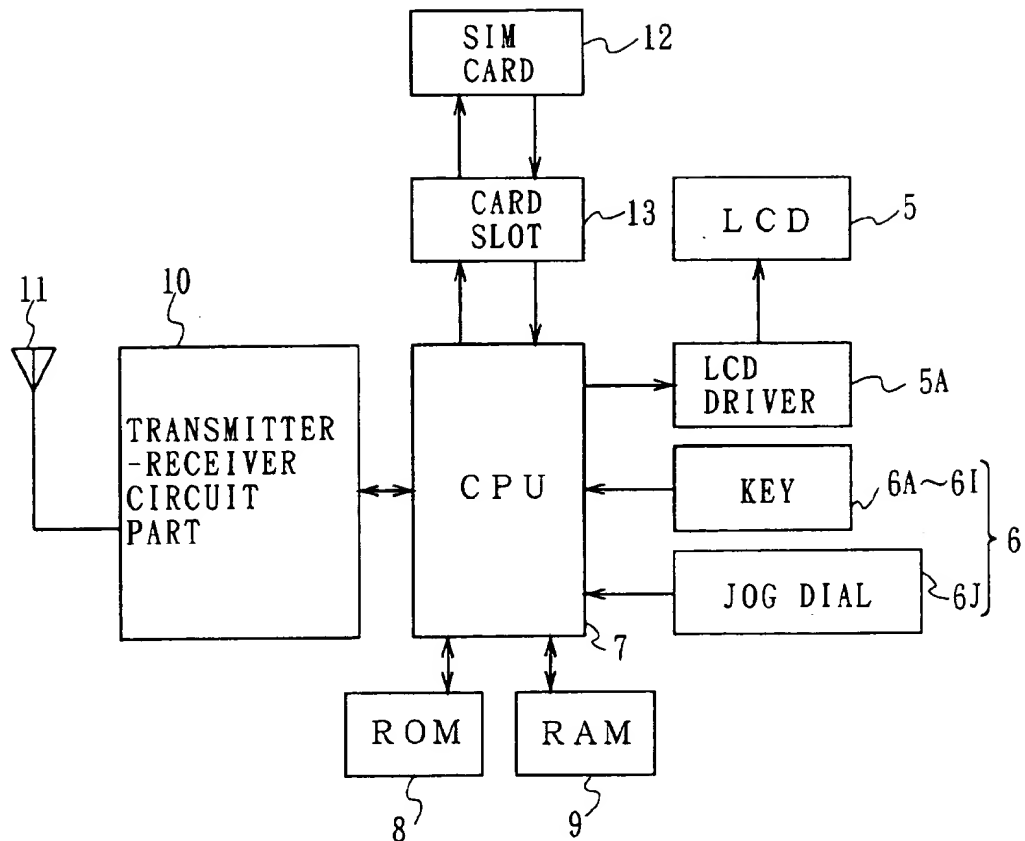 SIM
CARD
12
CARD
SLOT
13
LCD
5
11
10
TRANSMITTER
-RECEIVER
CIRCUIT
PART
CPU
7
LCD
DRIVER
5A
KEY
6A~6I
6
JOG DIAL
6J
ROM
8
RAM
9